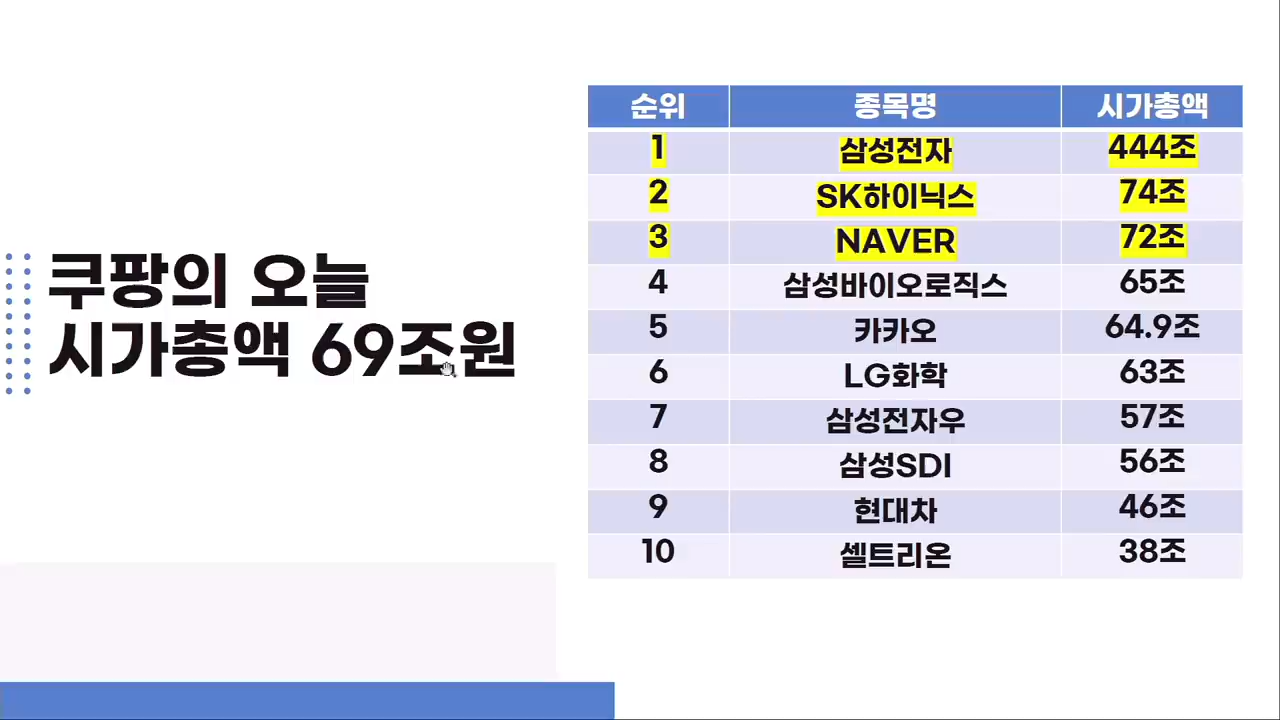 쿠팡의 오늘
시가총액 69조원
순위 종목명 시가총액
1 삼성전자 444조
2 SK하이닉스 74조
3 NAVER 72조
4 삼성바이오로직스 65조
5 카카오 64.9조
6 LG화학 63조
7 삼성전자우 57조
8 삼성SDI 56조
9 현대차 46조
10 셀트리온 38조